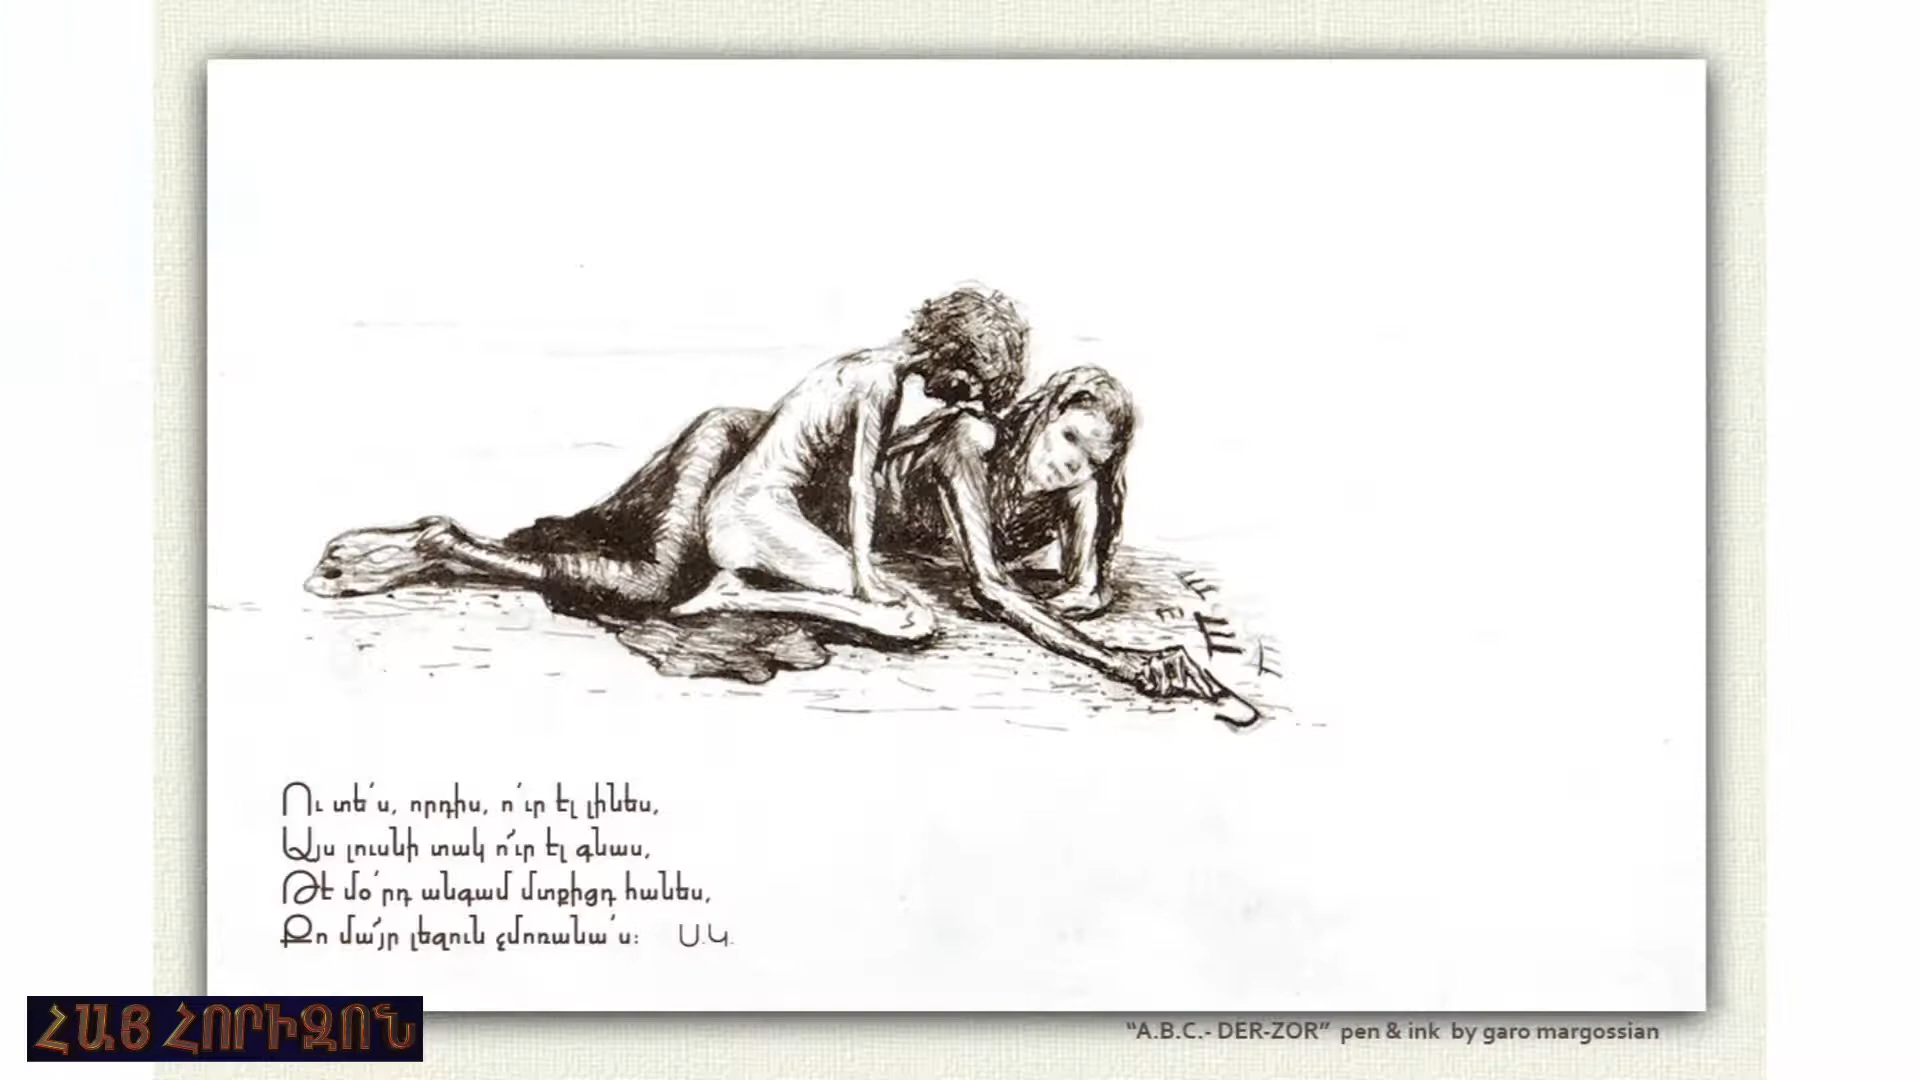 Ու տե՛ս, որդիս, ո՛ւր էլ լինես,
Այս լուսնի տակ ո՜ւր էլ գնաս,
Թէ մօ՛րդ անգամ մտքիցդ հանես,
Քո մա՜յր լեզուն չմոռանա՛ս։ Ս.Կ.
ՀԱՅ ՀՈՐԻԶՈՆ
“A.B.C.- DER-ZOR” pen & ink by garo margossian